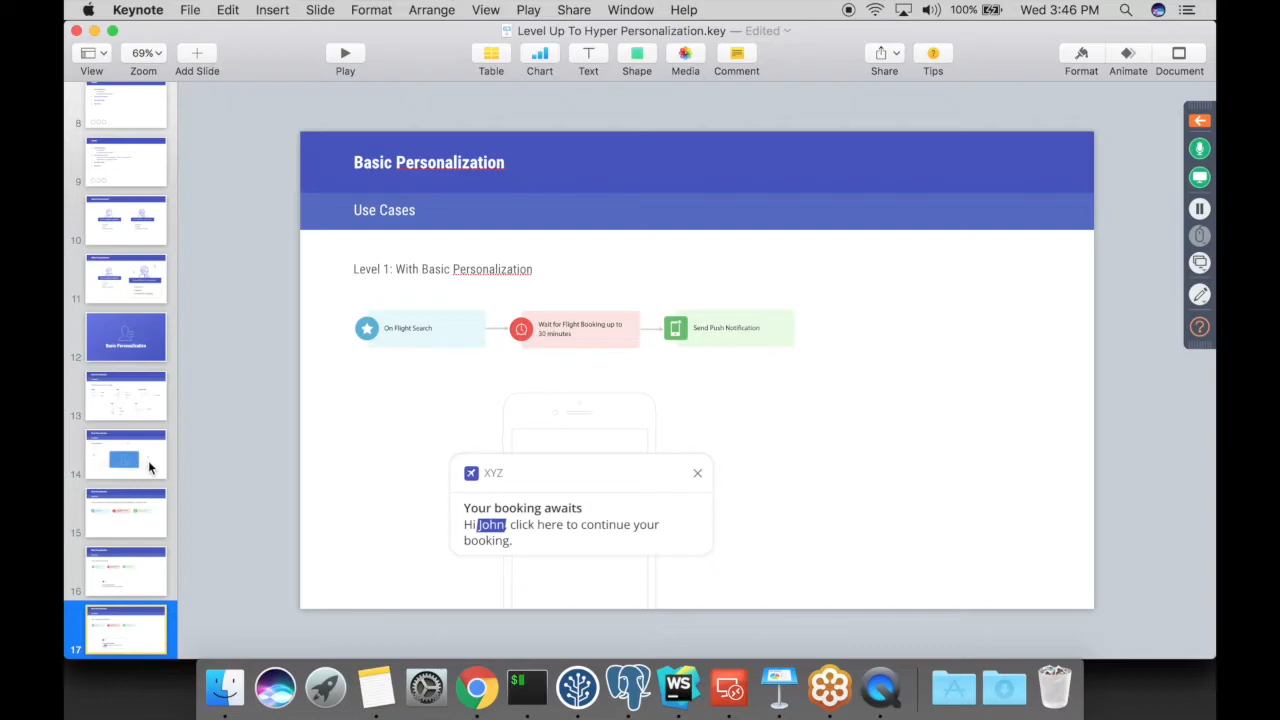 Keynote File Edit Insert Slide Format Arrange View Play Share Window Help 100% Wed 3:46 PM
Level Up To Hyper Personalization.key — Edited
69%
View Zoom Add Slide Play Table Chart Text Shape Media Comment Share Tips Format Animate Document
8
9
10
11
12
Basic Personalization
13
14
15
16
17
Basic Personalization
Use Cases
Level 1: With Basic Personalization
On Flight Search
Wait for Flight Booking up to
30 minutes
Send Push Notification
XYZ
Your booking awaits
Hi John, click here to continue your
booking.
$
WS